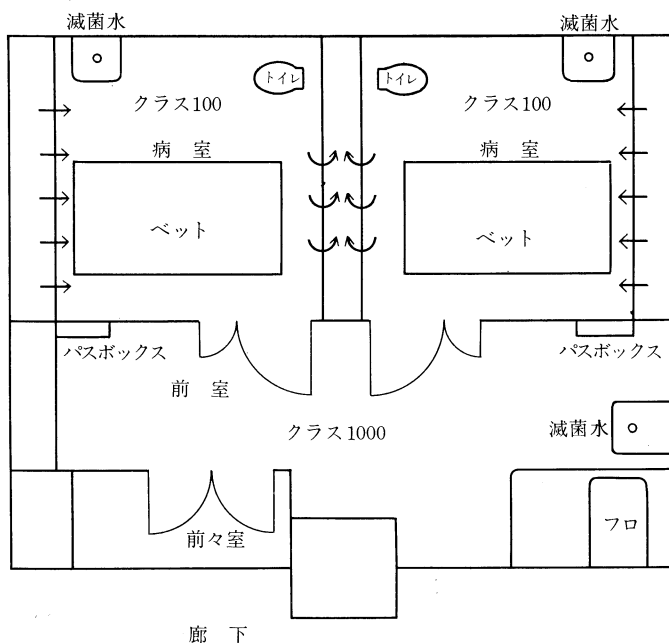 滅菌水
滅菌水
トイレ
トイレ
クラス100
クラス100
病室
病室
ベット
ベット
パスボックス
パスボックス
前室
クラス1000
滅菌水
前々室
フロ
廊下